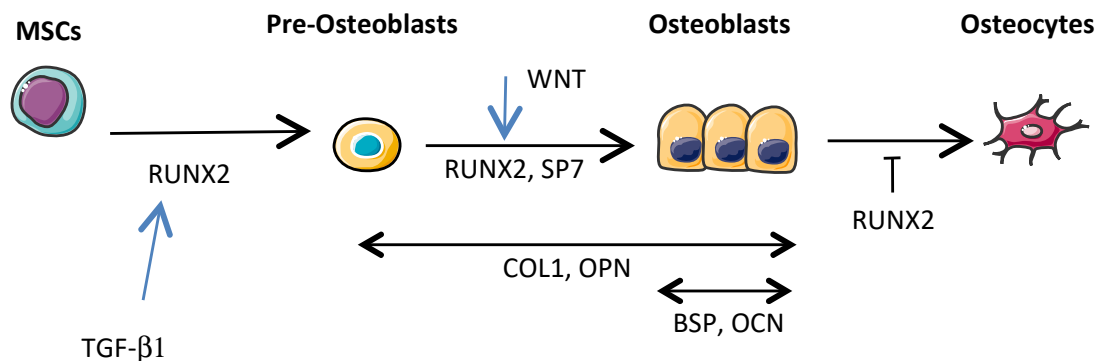 MSCs
Pre-Osteoblasts
Osteoblasts
Osteocytes
WNT
RUNX2
RUNX2, SP7
RUNX2
COL1, OPN
BSP, OCN
TGF-β1